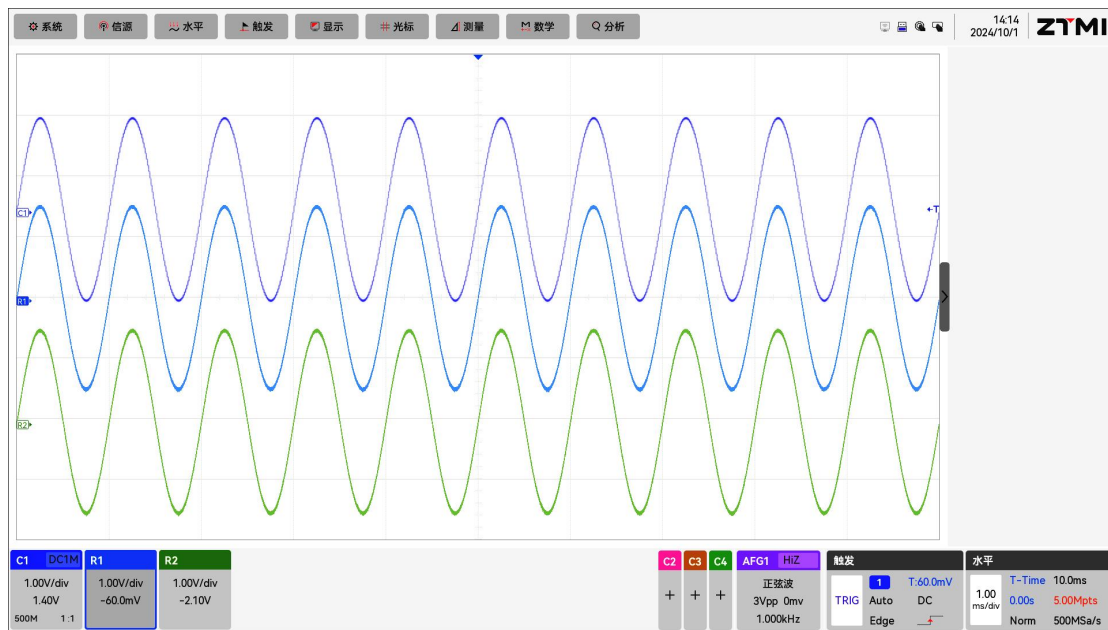 系统 信源 水平 触发 显示 光标 测量 数学 分析
14:14
2024/10/1
ZTMI
C1
T
R1
R2
C1 DC1M
1.00V/div
1.40V
500M 1:1
R1
1.00V/div
-60.0mV
R2
1.00V/div
-2.10V
C2 C3 C4
+ + +
AFG1 HiZ
正弦波
3Vpp 0mv
1.000kHz
触发
TRIG
1 T:60.0mV
Auto DC
Edge
水平
1.00
ms/div
T-Time 10.0ms
0.00s 5.00Mpts
Norm 500MSa/s